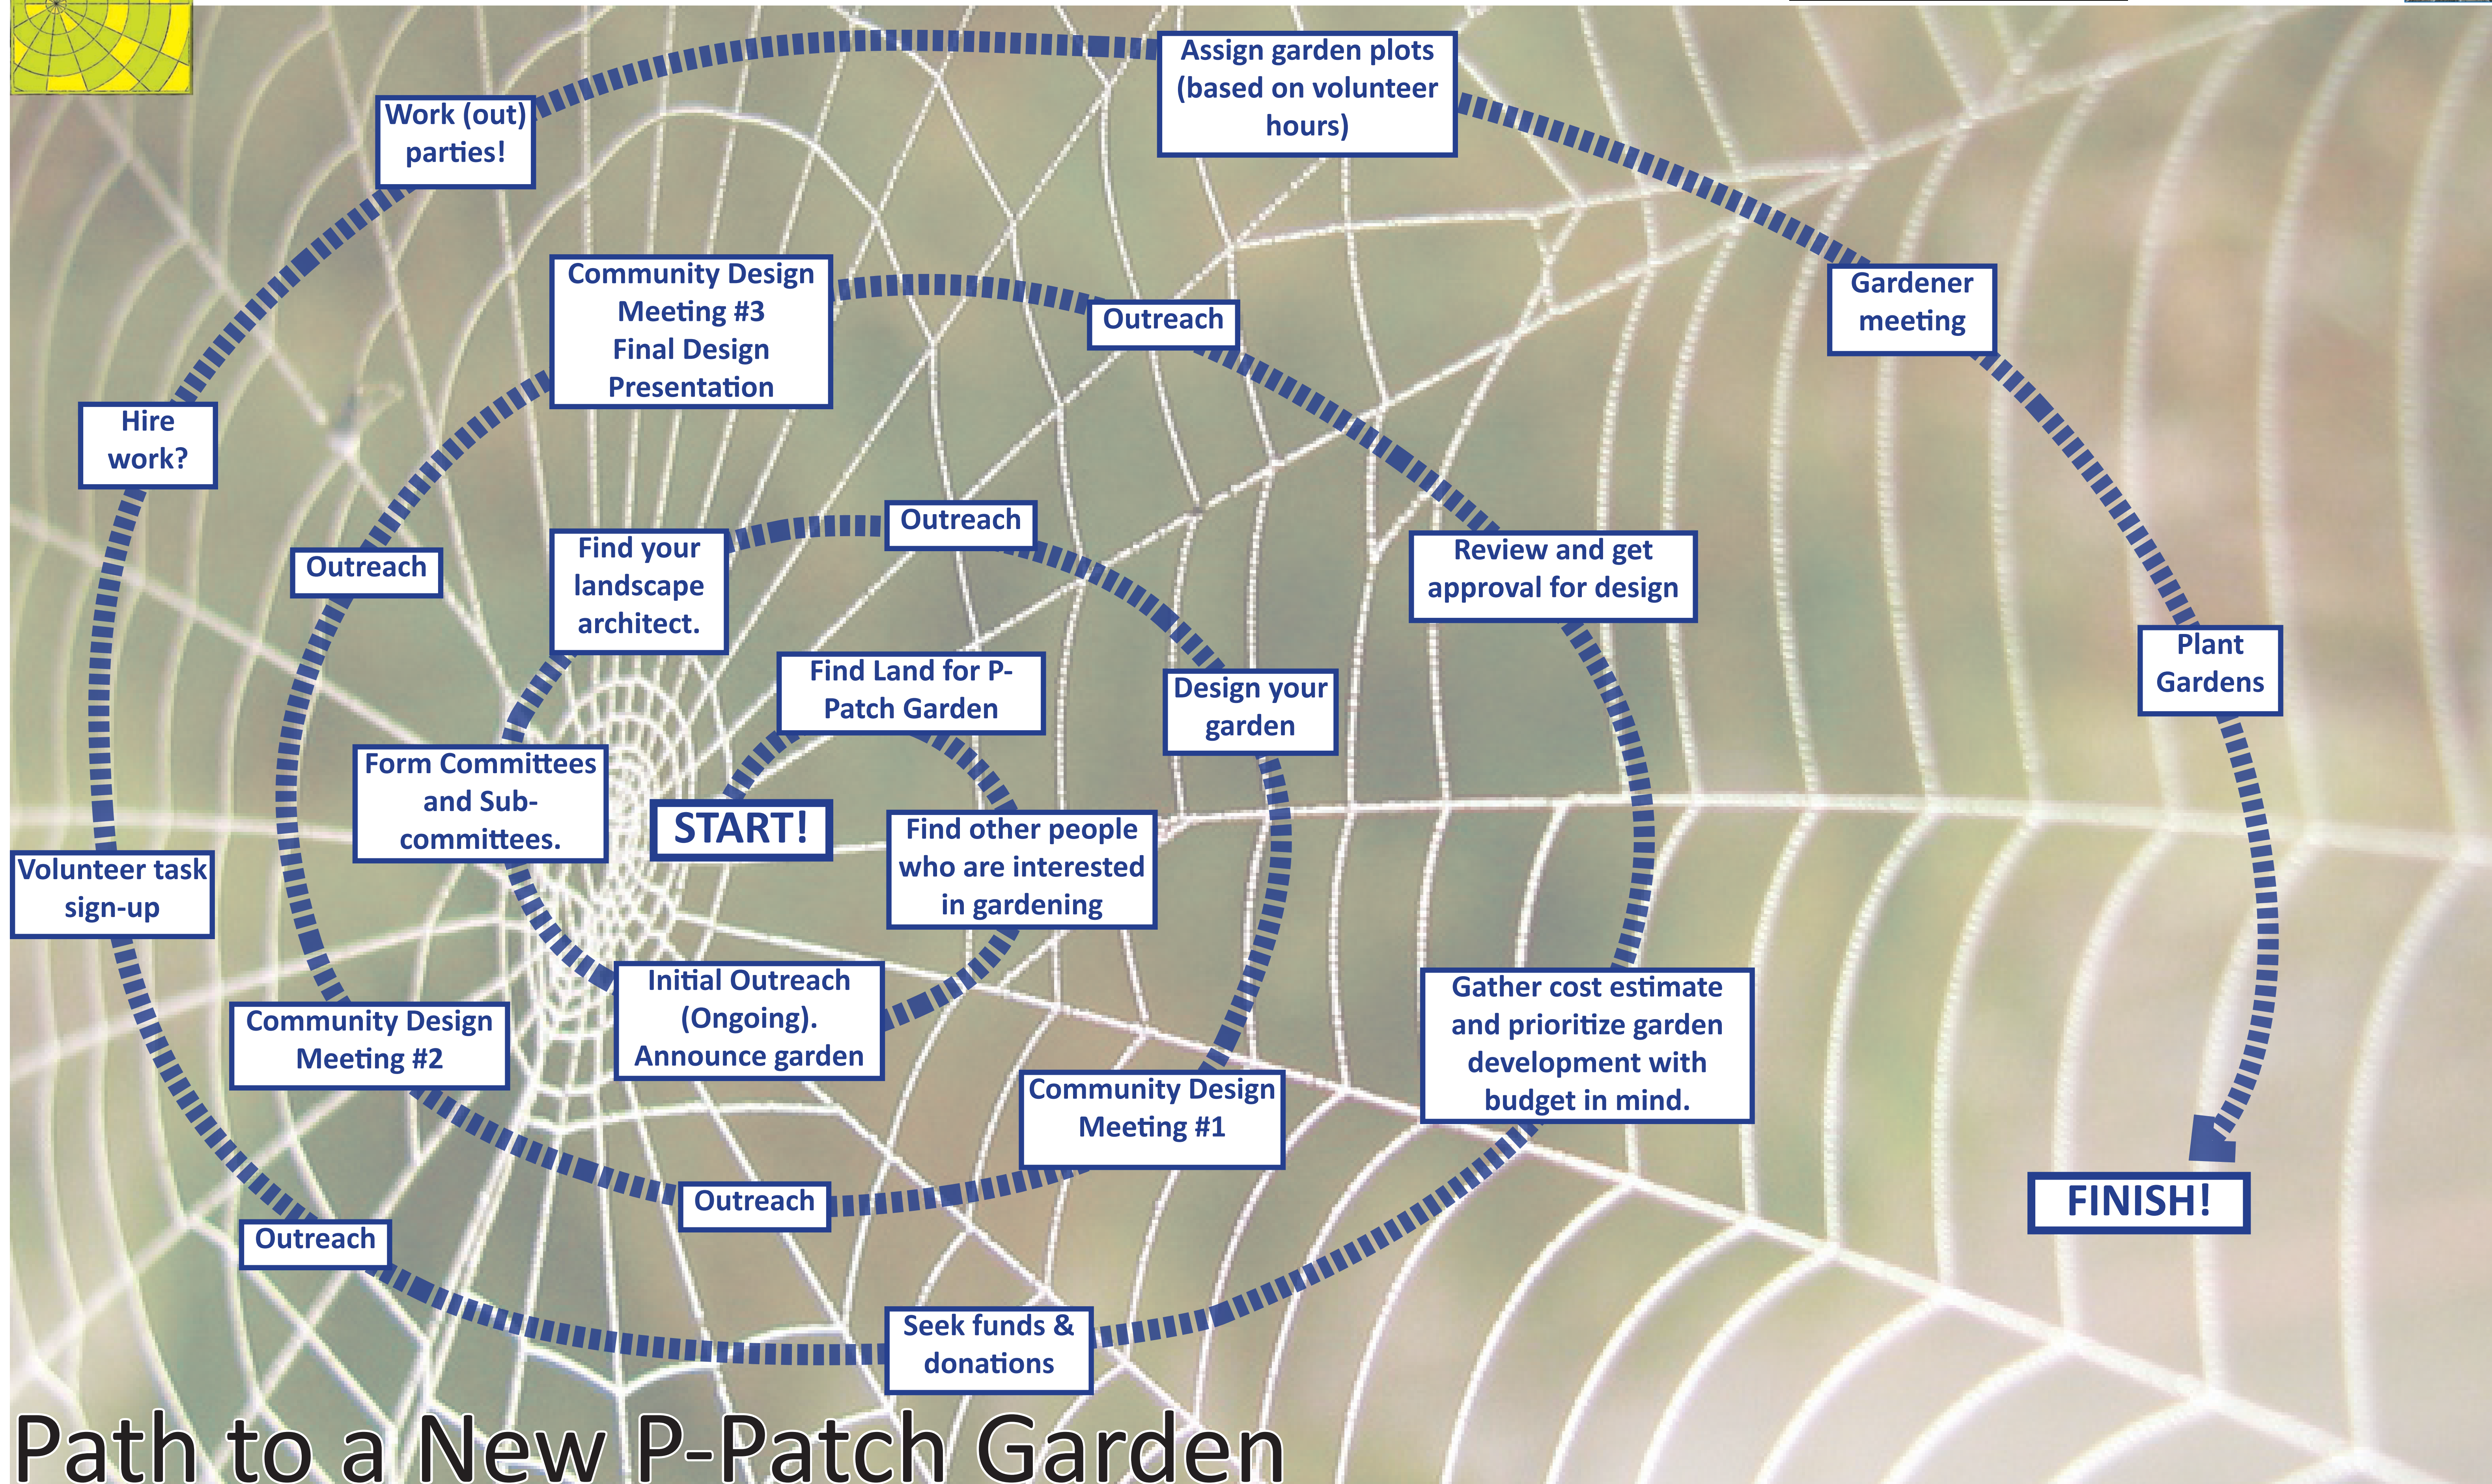 START!
Find Land for P-
Patch Garden
Find other people
who are interested
in gardening
Initial Outreach
(Ongoing).
Announce garden
Form Committees
and Sub-
committees.
Find your
landscape
architect.
Outreach
Design your
garden
Community Design
Meeting #1
Outreach
Community Design
Meeting #2
Outreach
Community Design
Meeting #3
Final Design
Presentation
Outreach
Review and get
approval for design
Gather cost estimate
and prioritize garden
development with
budget in mind.
Seek funds &
donations
Outreach
Volunteer task
sign-up
Hire
work?
Work (out)
parties!
Assign garden plots
(based on volunteer
hours)
Gardener
meeting
Plant
Gardens
FINISH!
Path to a New P-Patch Garden